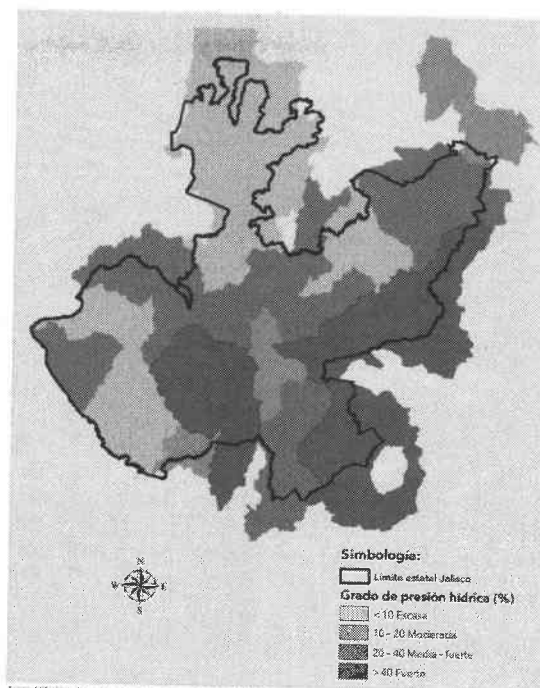 N
W E
S
Simbología:
Límite estatal Jalisco
Grado de presión hídrica (%)
< 10 Escasa
10 - 20 Moderada
20 - 40 Media - fuerte
> 40 Fuerte